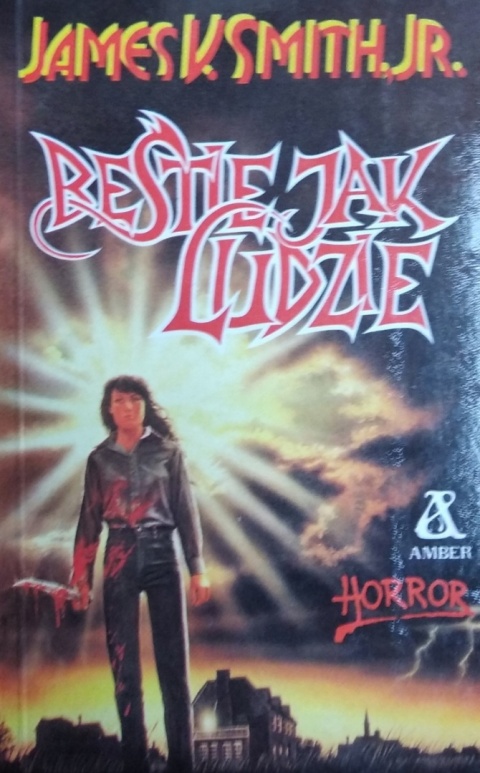 JAMES V. SMITH, JR.
BESTIE JAK
LUDZIE
AMBER
HORROR